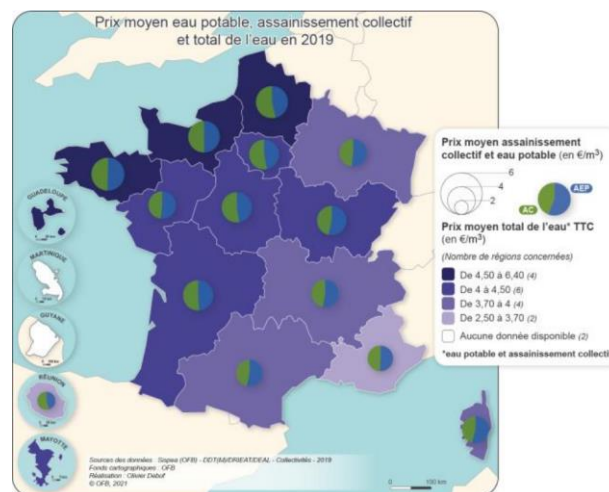 Prix moyen eau potable, assainissement collectif
et total de l'eau en 2019
GUADELOUPE
MARTINIQUE
GUYANE
RÉUNION
MAYOTTE
Prix moyen assainissement
collectif et eau potable (en €/m³)
6
4
2
AC
AEP
Prix moyen total de l'eau* TTC
(en €/m³)
(Nombre de régions concernées)
De 4,50 à 6,40 (4)
De 4 à 4,50 (6)
De 3,70 à 4 (4)
De 2,50 à 3,70 (2)
Aucune donnée disponible (2)
*eau potable et assainissement collectif
Sources des données : Sispea (OFB) - DDT(M)/DRIEAT/DEAL - Collectivités - 2019
Fonds cartographiques : OFB
Réalisation : Olivier Debuf
© OFB, 2021
0 100 km